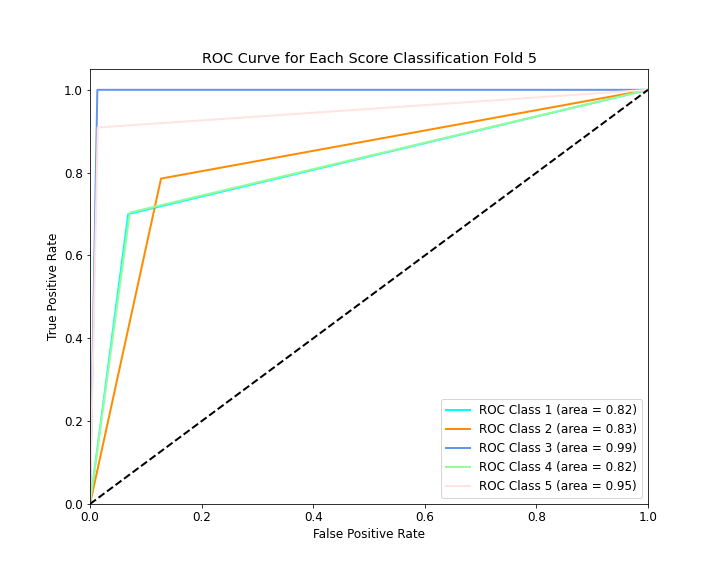 ROC Curve for Each Score Classification Fold 5
True Positive Rate
1.0
0.8
0.6
0.4
0.2
0.0
0.0 0.2 0.4 0.6 0.8 1.0
False Positive Rate
ROC Class 1 (area = 0.82)
ROC Class 2 (area = 0.83)
ROC Class 3 (area = 0.99)
ROC Class 4 (area = 0.82)
ROC Class 5 (area = 0.95)